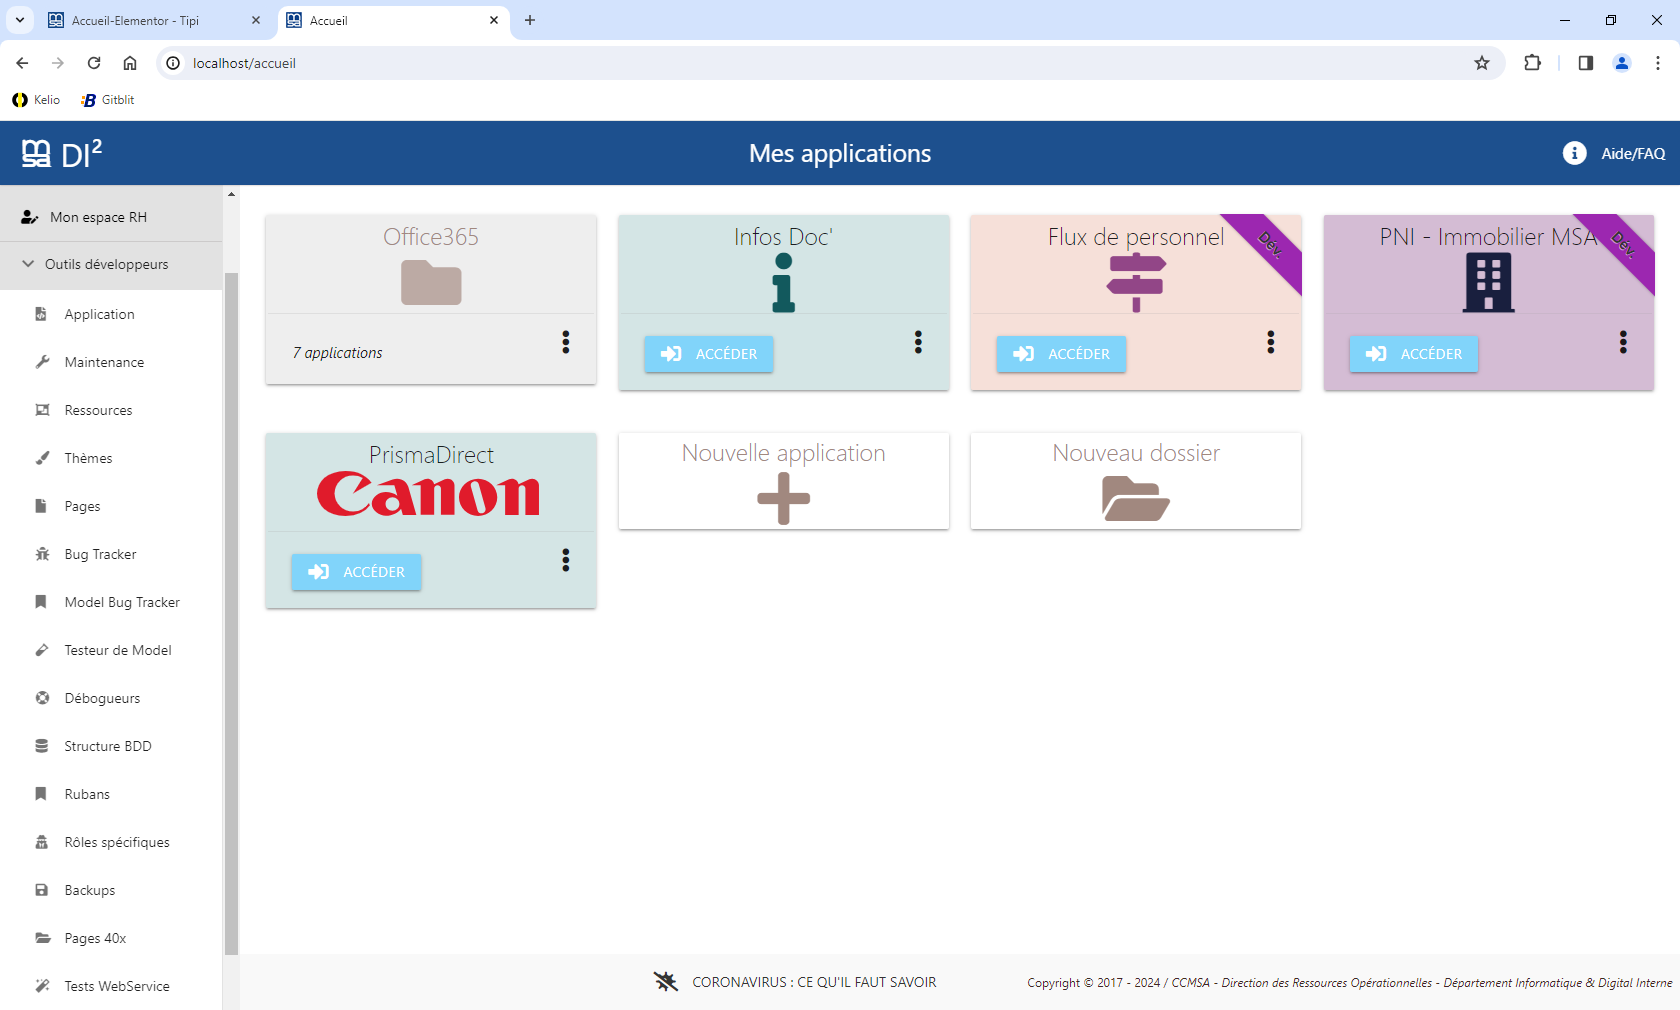 Accueil-Elementor - Tipi
Accueil
localhost/accueil
Kelio
Gitblit
msa DI²
Mes applications
Aide/FAQ
Mon espace RH
Outils développeurs
Application
Maintenance
Ressources
Thèmes
Pages
Bug Tracker
Model Bug Tracker
Testeur de Model
Débogueurs
Structure BDD
Rubans
Rôles spécifiques
Backups
Pages 40x
Tests WebService
Office365
7 applications
Infos Doc'
ACCÉDER
Flux de personnel
Dév.
ACCÉDER
PNI - Immobilier MSA
Dév.
ACCÉDER
PrismaDirect
Canon
ACCÉDER
Nouvelle application
Nouveau dossier
CORONAVIRUS : CE QU'IL FAUT SAVOIR
Copyright © 2017 - 2024 / CCMSA - Direction des Ressources Opérationnelles - Département Informatique & Digital Interne